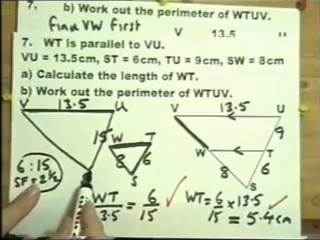 7.
b) Work out the perimeter of WTUV.
find VW first
V 13.5 "
7. WT is parallel to VU.
VU = 13.5cm, ST = 6cm, TU = 9cm, SW = 8cm
a) Calculate the length of WT.
b) Work out the perimeter of WTUV.
V 13.5 U
15
W T
8 6
S
6:15
SF = 2½
WT/3.5 = 6/15 ✓
V 13.5 U
9
W T
8 6
S
WT = 6/15 × 13.5
= 5.4cm ✓